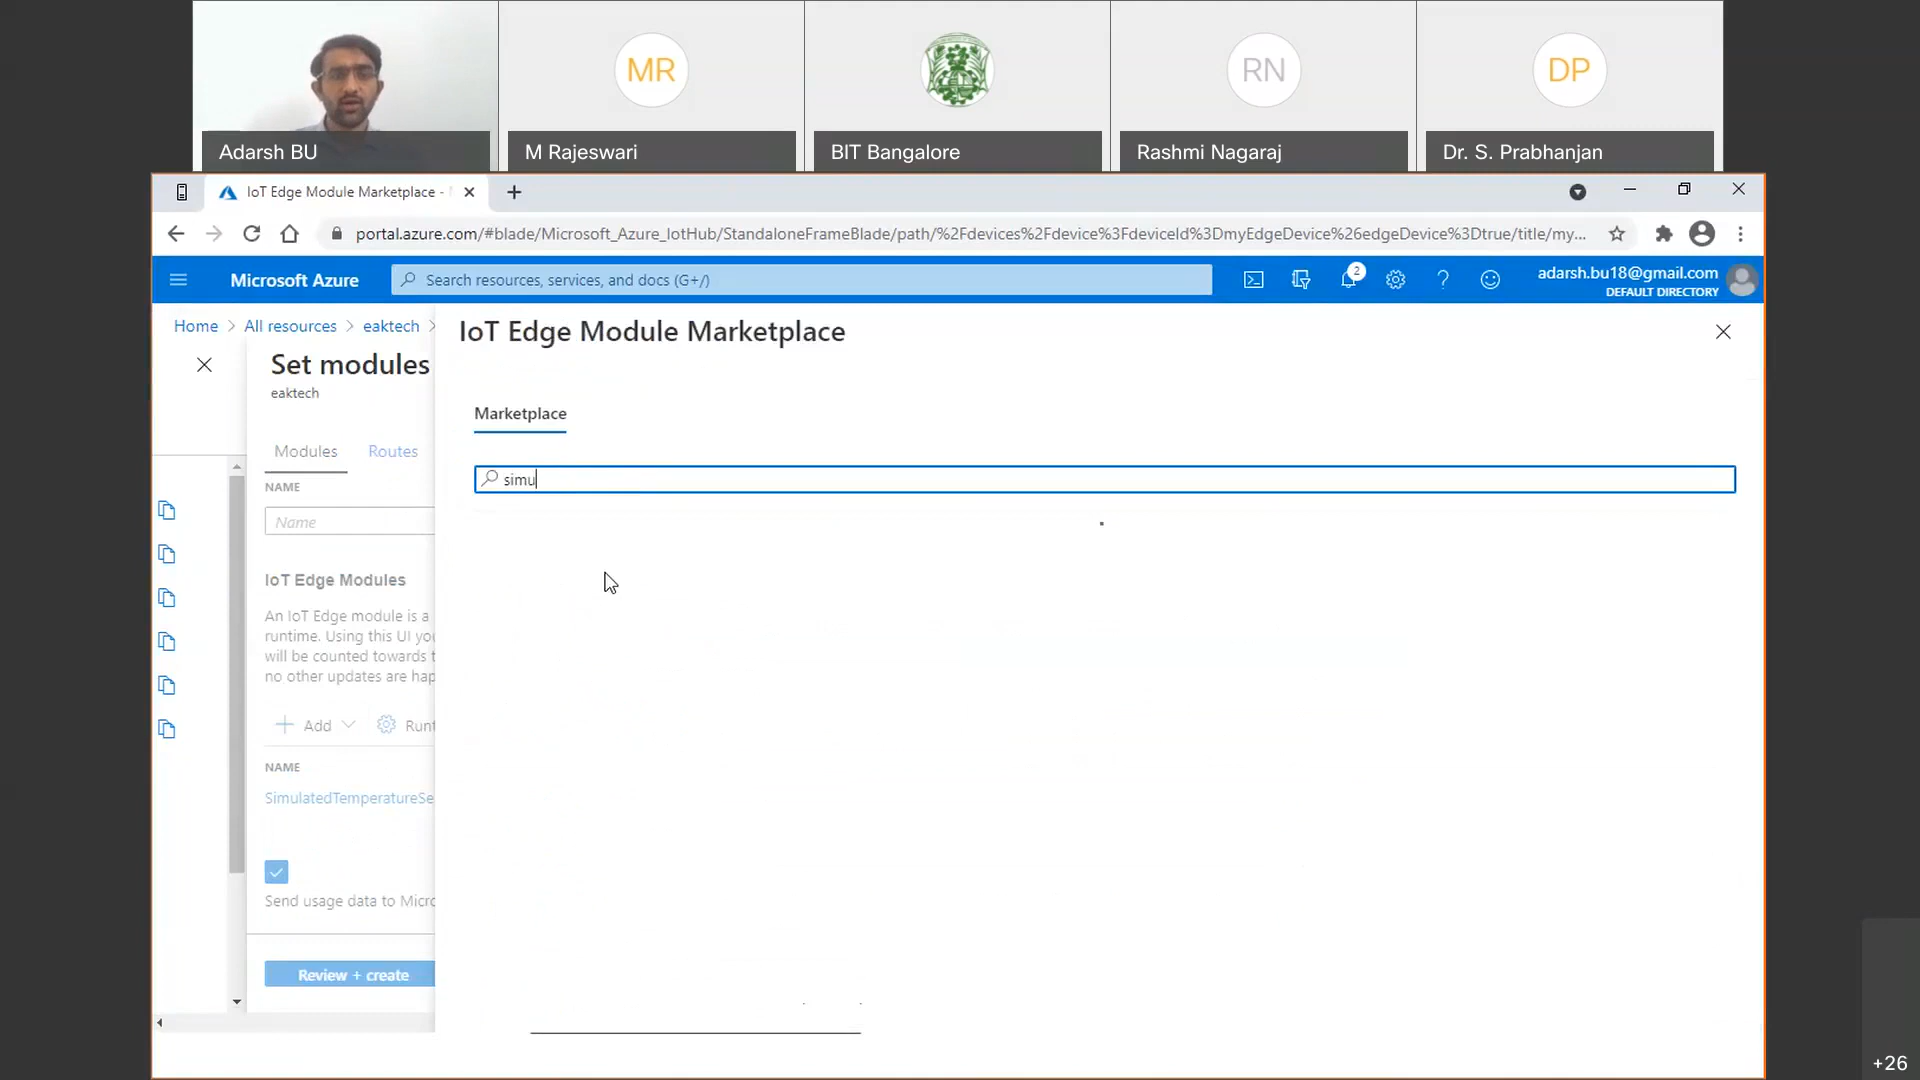 MR
RN
DP
Adarsh BU
M Rajeswari
BIT Bangalore
Rashmi Nagaraj
Dr. S. Prabhanjan
IoT Edge Module Marketplace -
portal.azure.com/#blade/Microsoft_Azure_IotHub/StandaloneFrameBlade/path/%2Fdevices%2Fdevice%3FdeviceId%3DmyEdgeDevice%26edgeDevice%3Dtrue/title/my...
Microsoft Azure
Search resources, services, and docs (G+/)
2
adarsh.bu18@gmail.com
DEFAULT DIRECTORY
Home > All resources > eaktech >
IoT Edge Module Marketplace
Set modules
eaktech
Marketplace
Modules
Routes
simu
NAME
Name
IoT Edge Modules
An IoT Edge module is a
runtime. Using this UI you
will be counted towards t
no other updates are hap
Add
Runt
NAME
SimulatedTemperatureSe
Send usage data to Micro
Review + create
+26